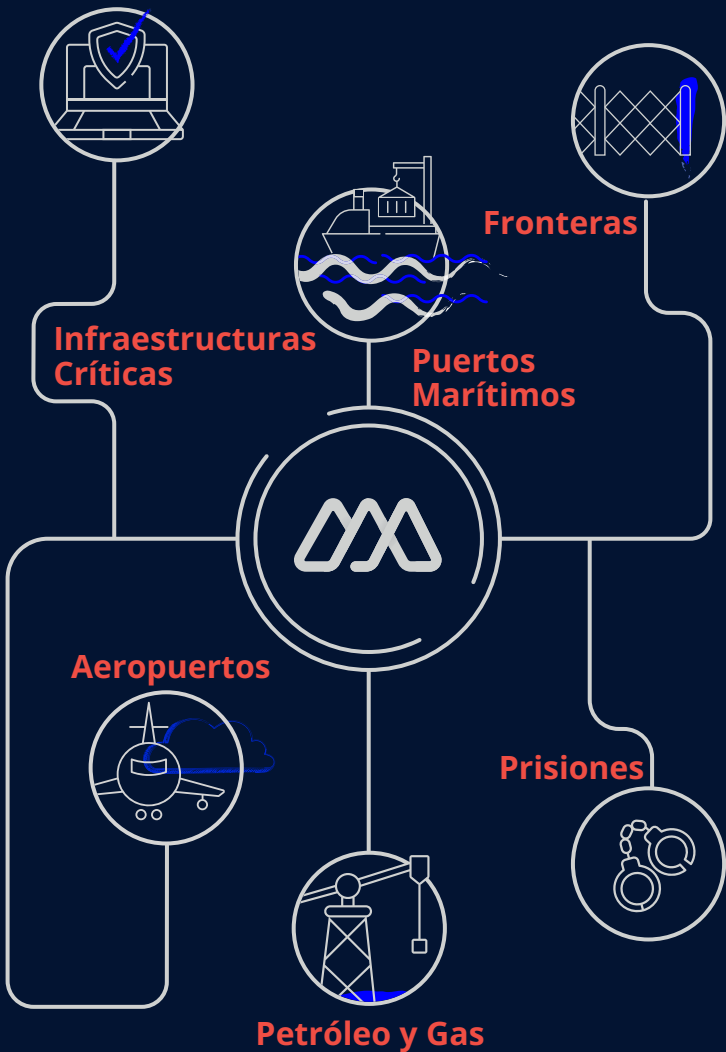 Fronteras
Infraestructuras
Críticas
Puertos
Marítimos
Aeropuertos
Prisiones
Petróleo y Gas